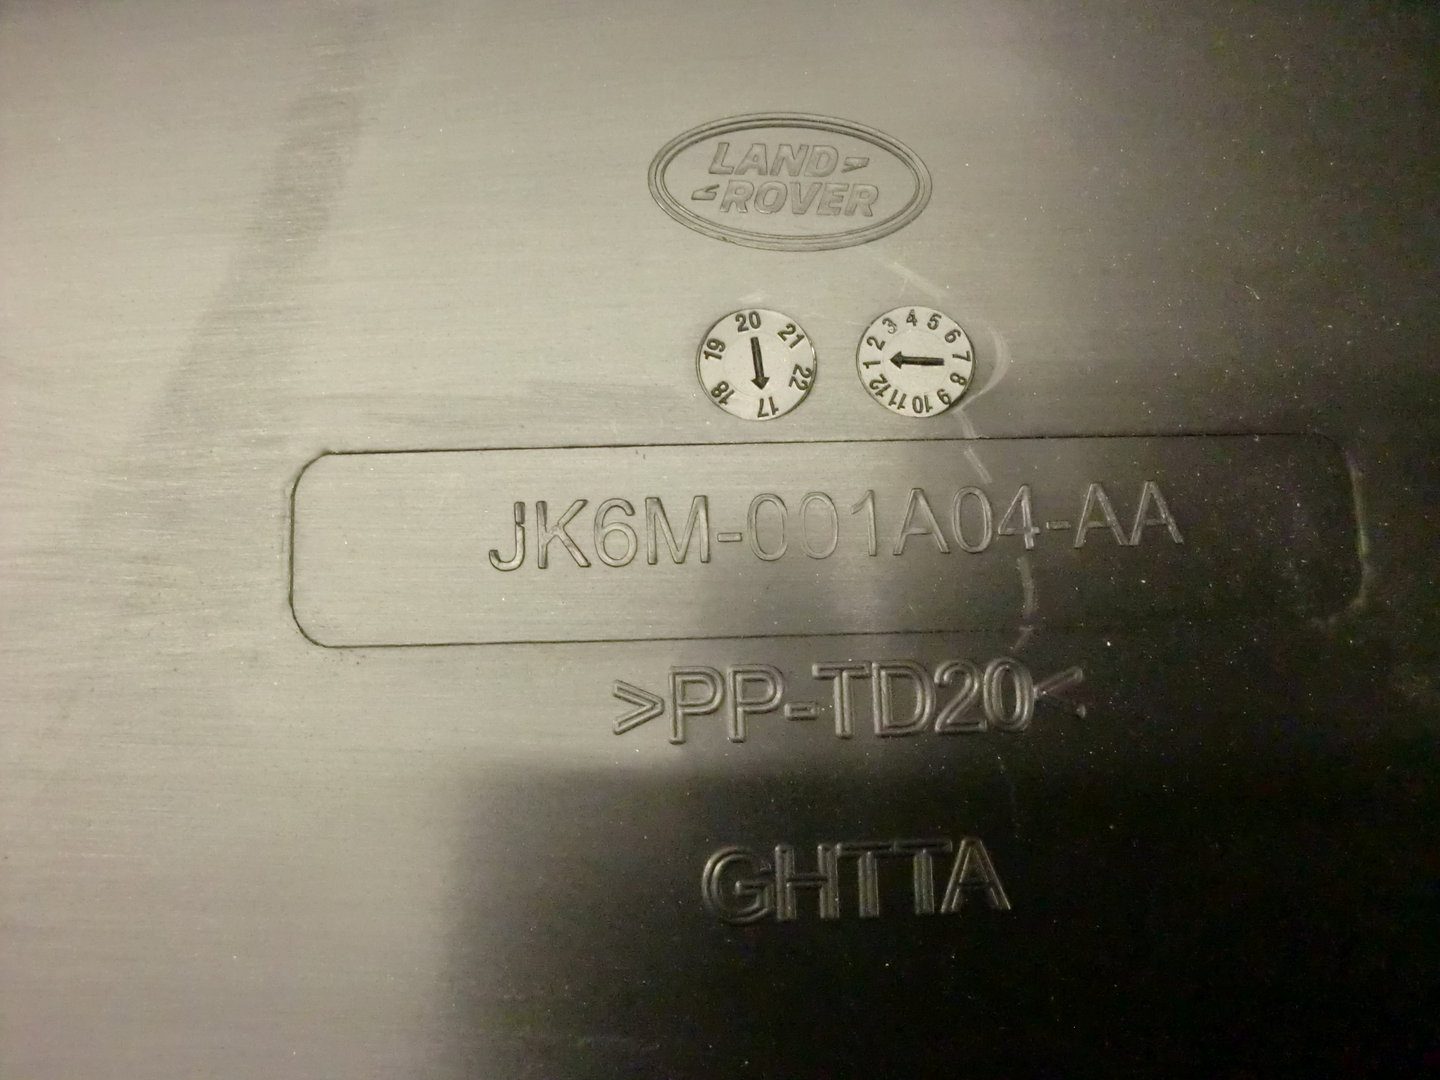 LAND
ROVER
17 18 19 20 21 22
1 2 3 4 5 6 7 8 9 10 11 12
JK6M-001A04-AA
>PP-TD20<
GHTTA